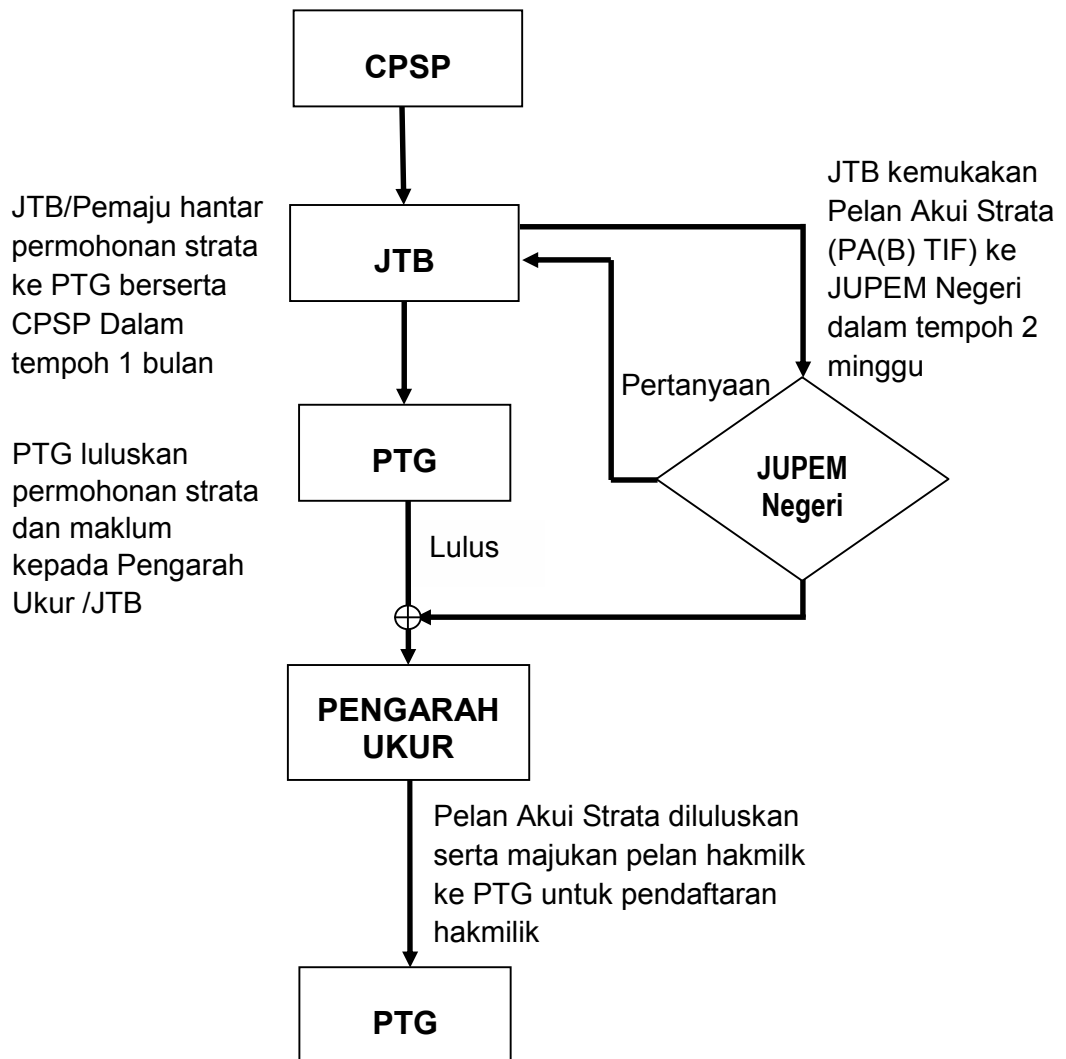 CPSP
JTB/Pemaju hantar
permohonan strata
ke PTG berserta
CPSP Dalam
tempoh 1 bulan
JTB
JTB kemukakan
Pelan Akui Strata
(PA(B) TIF) ke
JUPEM Negeri
dalam tempoh 2
minggu
Pertanyaan
PTG luluskan
permohonan strata
dan maklum
kepada Pengarah
Ukur /JTB
PTG
JUPEM
Negeri
Lulus
PENGARAH
UKUR
Pelan Akui Strata diluluskan
serta majukan pelan hakmilk
ke PTG untuk pendaftaran
hakmilik
PTG